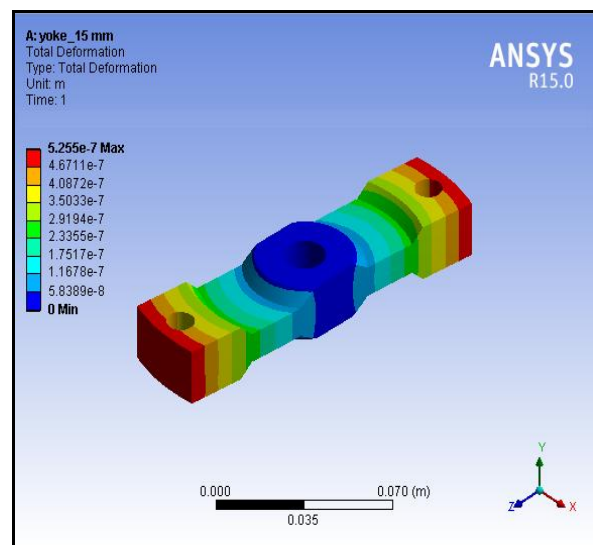 A: yoke_15 mm
Total Deformation
Type: Total Deformation
Unit: m
Time: 1
ANSYS
R15.0
5.255e-7 Max
4.6711e-7
4.0872e-7
3.5033e-7
2.9194e-7
2.3355e-7
1.7517e-7
1.1678e-7
5.8389e-8
0 Min
0.000
0.070 (m)
0.035
Y
Z
X